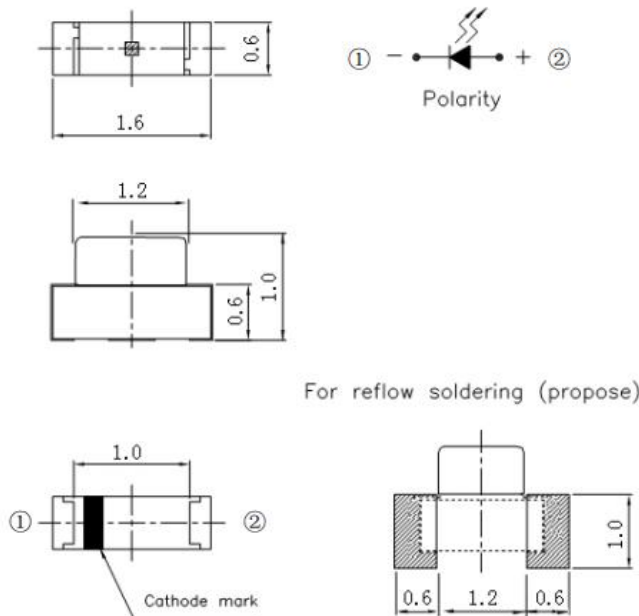 0.6
1.6
① - + ②
Polarity
1.2
0.6
1.0
For reflow soldering (propose)
1.0
① ②
Cathode mark
1.0
0.6 1.2 0.6